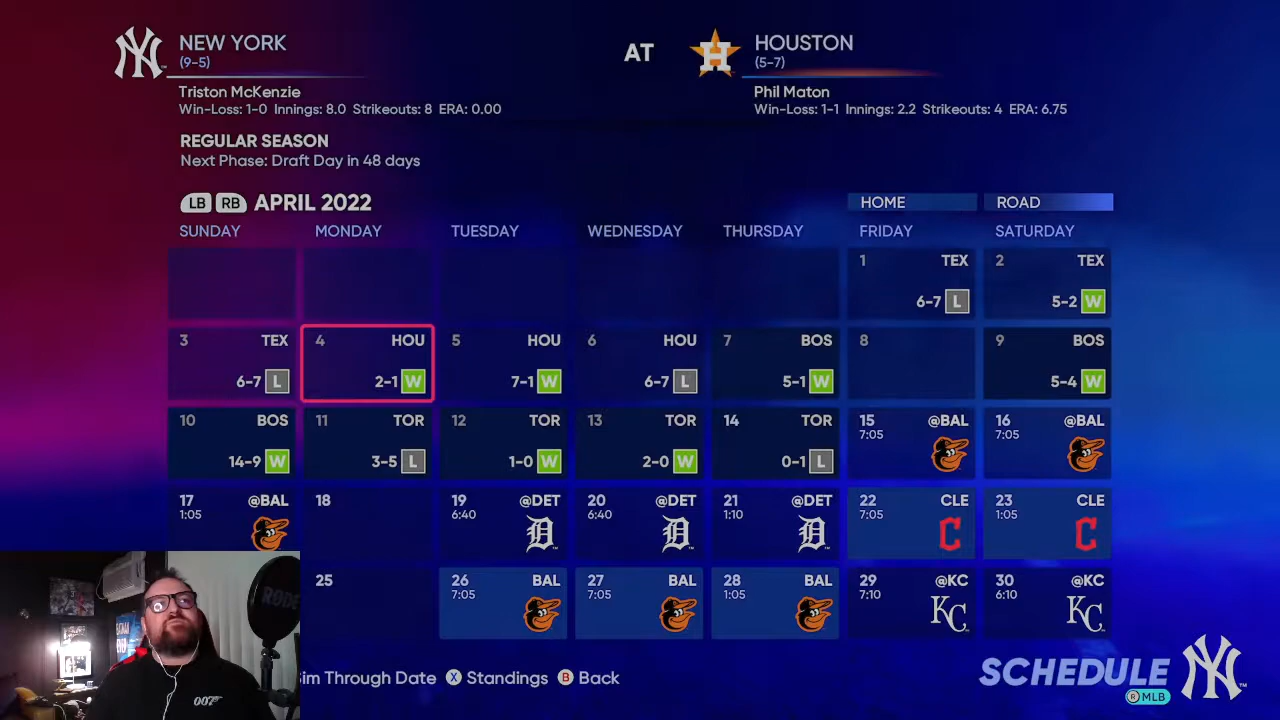 NEW YORK
(9-5)
AT
HOUSTON
(5-7)
Triston McKenzie
Win-Loss: 1-0 Innings: 8.0 Strikeouts: 8 ERA: 0.00
Phil Maton
Win-Loss: 1-1 Innings: 2.2 Strikeouts: 4 ERA: 6.75
REGULAR SEASON
Next Phase: Draft Day in 48 days
LB RB APRIL 2022
HOME
ROAD
SUNDAY MONDAY TUESDAY WEDNESDAY THURSDAY FRIDAY SATURDAY
1 TEX
6-7 L
2 TEX
5-2 W
3 TEX
6-7 L
4 HOU
2-1 W
5 HOU
7-1 W
6 HOU
6-7 L
7 BOS
5-1 W
8
9 BOS
5-4 W
10 BOS
14-9 W
11 TOR
3-5 L
12 TOR
1-0 W
13 TOR
2-0 W
14 TOR
0-1 L
15 @BAL
7:05
16 @BAL
7:05
17 @BAL
1:05
18
19 @DET
6:40
20 @DET
6:40
21 @DET
1:10
22 CLE
7:05
23 CLE
1:05
25
26 BAL
7:05
27 BAL
7:05
28 BAL
1:05
29 @KC
7:10
30 @KC
6:10
RODE
007
im Through Date X Standings B Back
SCHEDULE
R MLB